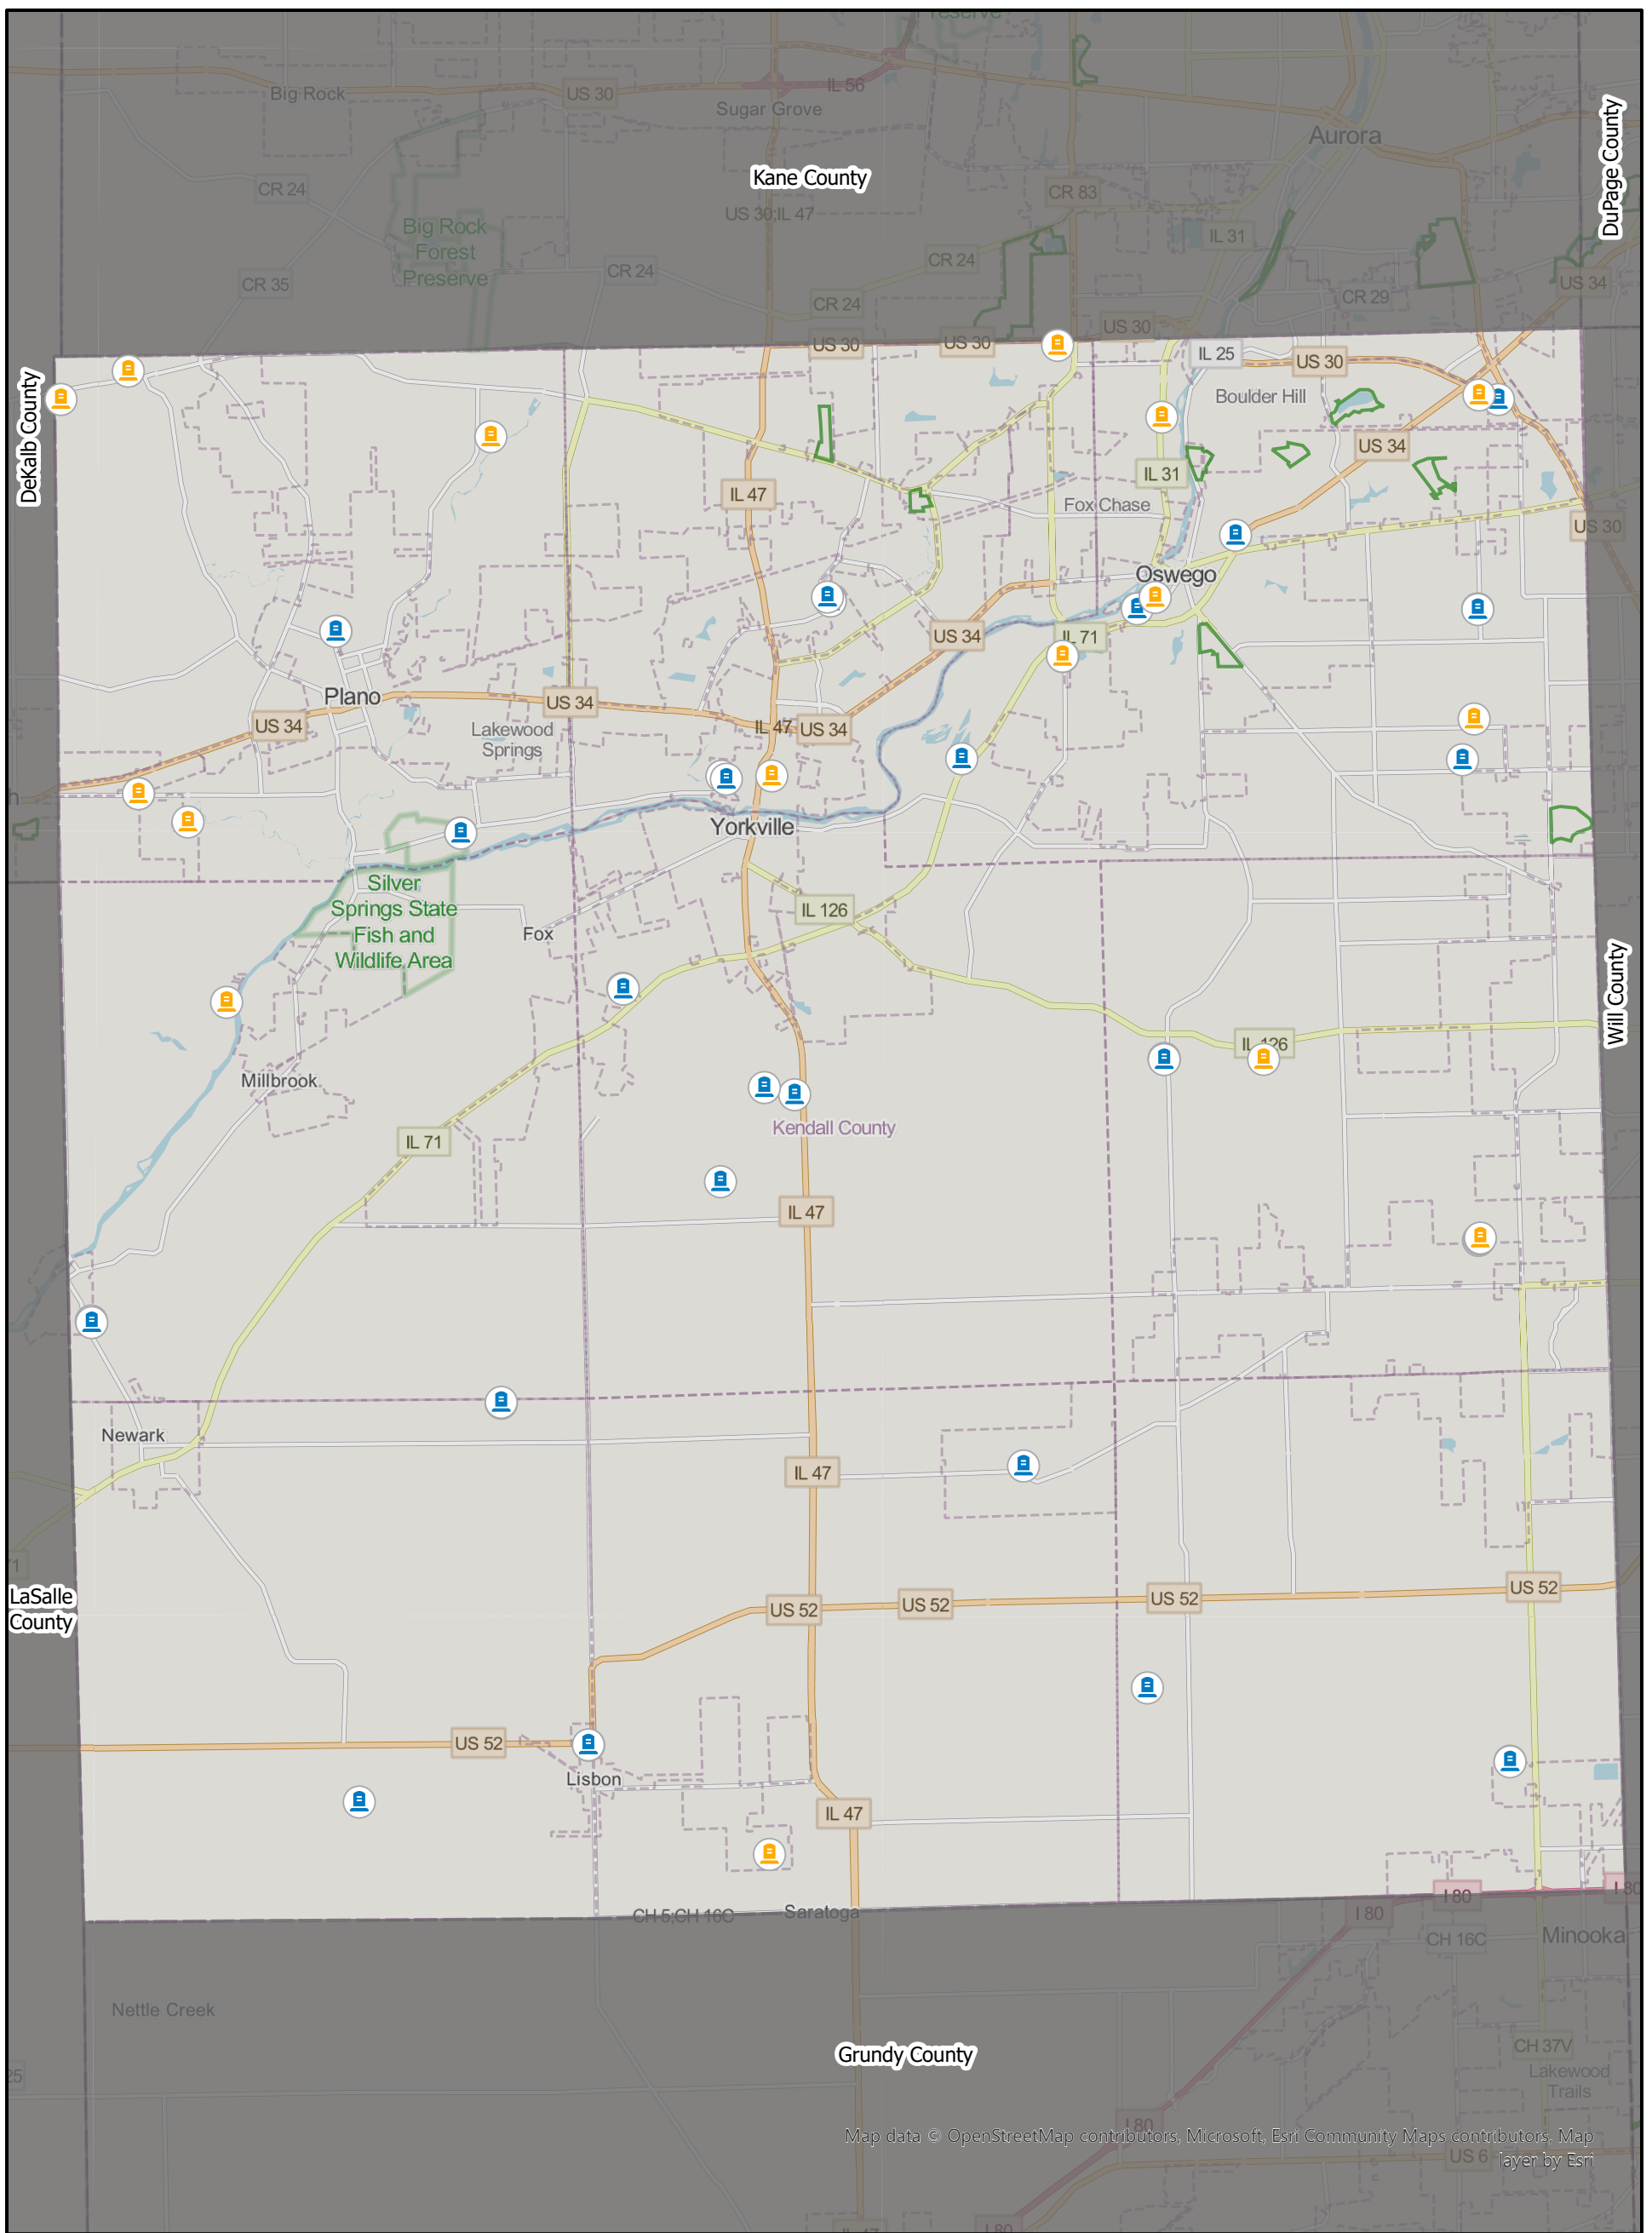 Preserve
IL 56
Big Rock
US 30
Sugar Grove
Aurora
DuPage County
Kane County
CR 24
CR 83
US 30;IL 47
Big Rock
Forest
Preserve
IL 31
CR 24
CR 24
CR 35
US 34
CR 29
CR 24
US 30
US 30
US 30
IL 25
US 30
DeKalb County
Boulder Hill
US 34
IL 31
IL 47
Fox Chase
US 30
Oswego
US 34
IL 71
Plano
US 34
US 34
IL 47
US 34
Lakewood
Springs
Yorkville
Silver
Springs State
Fish and
Wildlife Area
IL 126
Fox
Will County
IL 126
Millbrook
Kendall County
IL 71
IL 47
Newark
IL 47
LaSalle
County
US 52
US 52
US 52
US 52
US 52
Lisbon
IL 47
I 80
I 80
CH 5;CH 16C
Saratoga
I 80
CH 16C
Minooka
Nettle Creek
Grundy County
CH 37V
Lakewood
Trails
I 80
Map data © OpenStreetMap contributors, Microsoft, Esri Community Maps contributors, Map
layer by Esri
US 6
I 80
IL 47